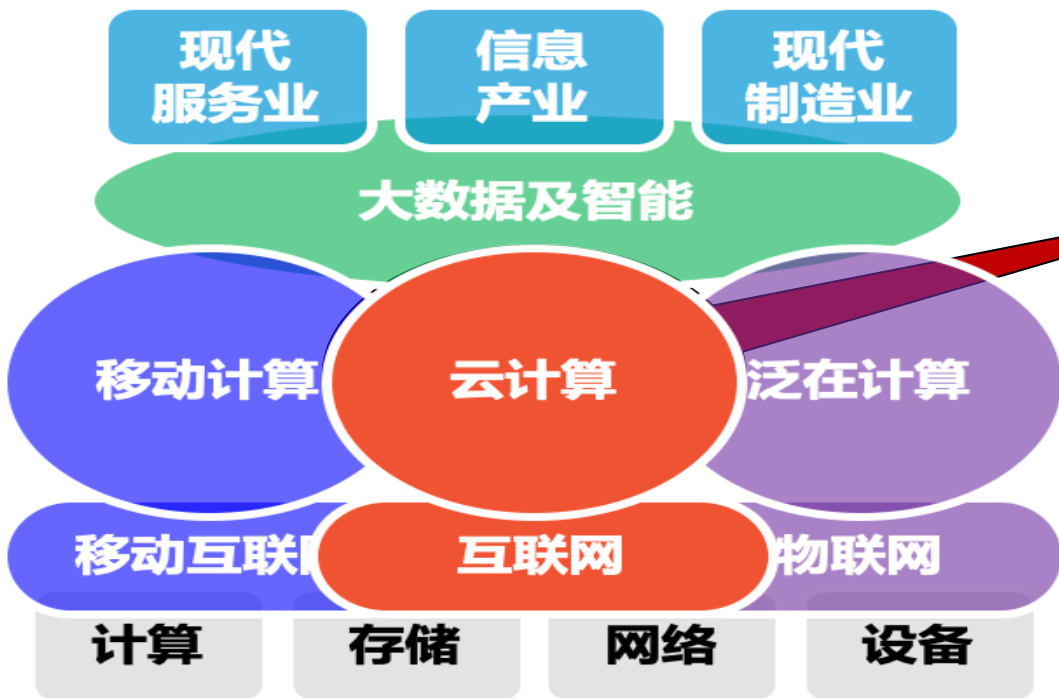 现代
服务业
信息
产业
现代
制造业
大数据及智能
移动计算
云计算
泛在计算
移动互联网
互联网
物联网
计算
存储
网络
设备